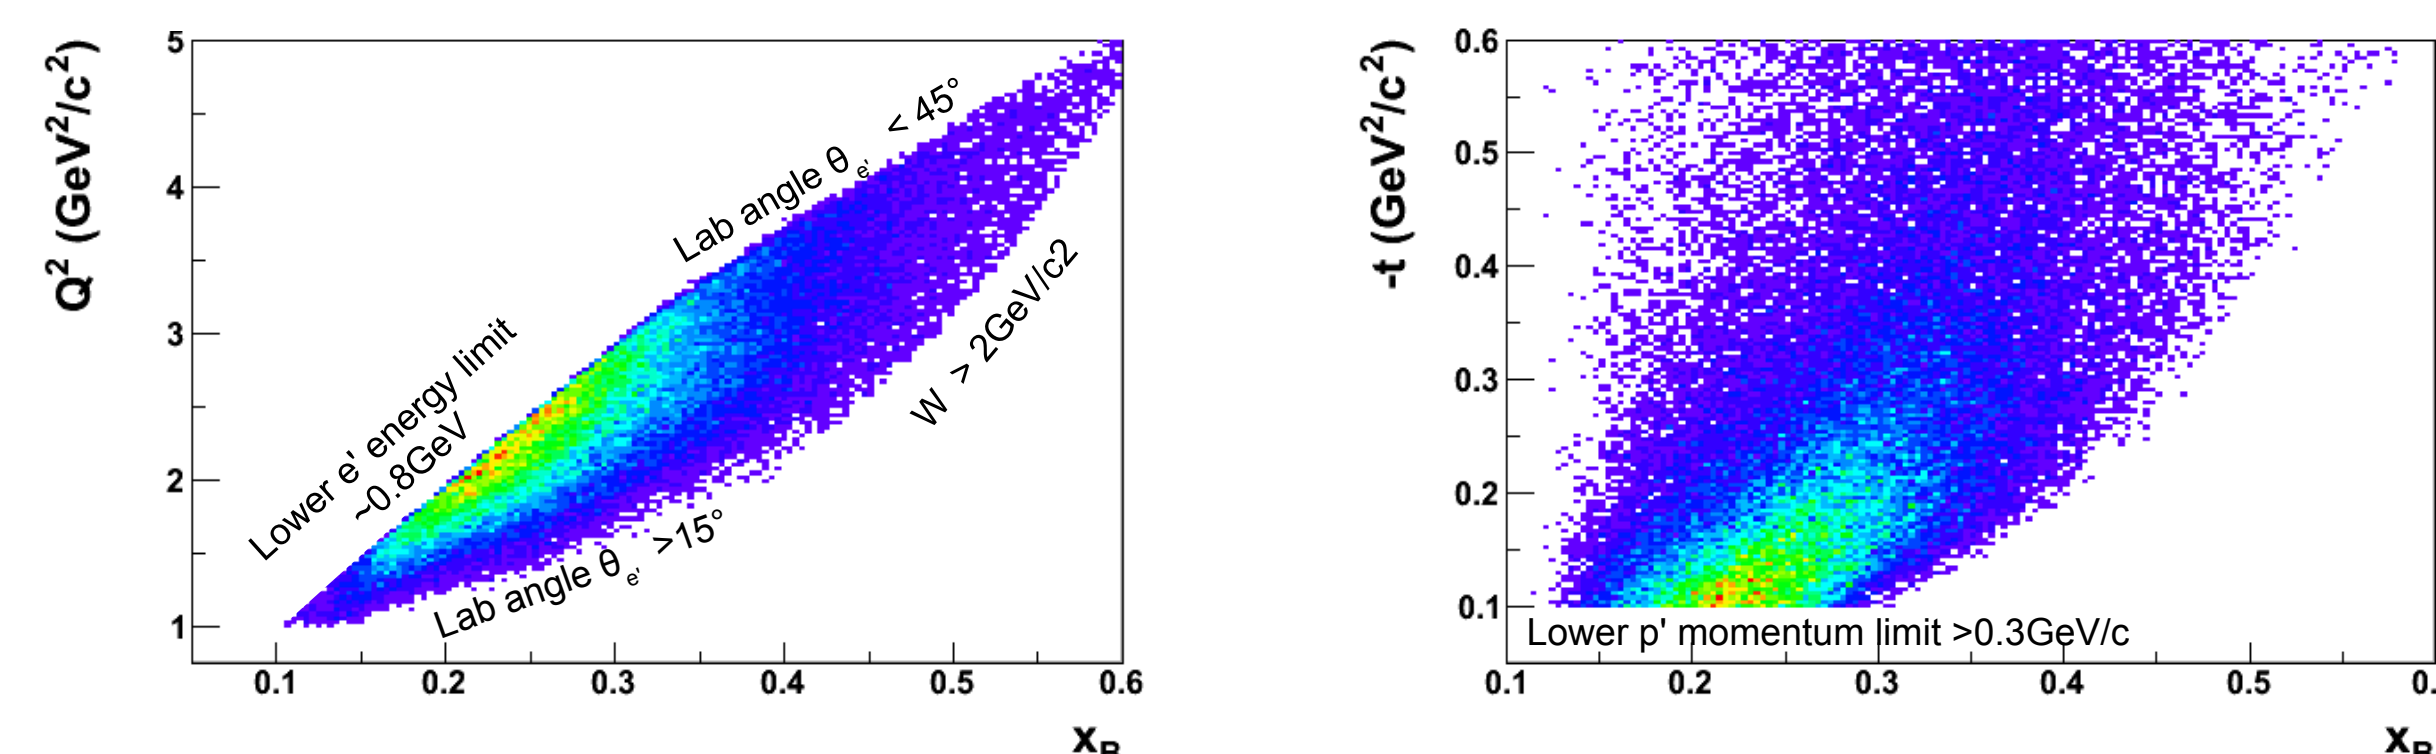 Q² (GeV²/c²)
5
4
3
2
1
Lab angle θe' < 45°
Lower e' energy limit
~0.8GeV
W > 2GeV/c2
Lab angle θe' >15°
0.1 0.2 0.3 0.4 0.5 0.6
xB
-t (GeV²/c²)
0.6
0.5
0.4
0.3
0.2
0.1
Lower p' momentum limit >0.3GeV/c
0.1 0.2 0.3 0.4 0.5 0.
xB